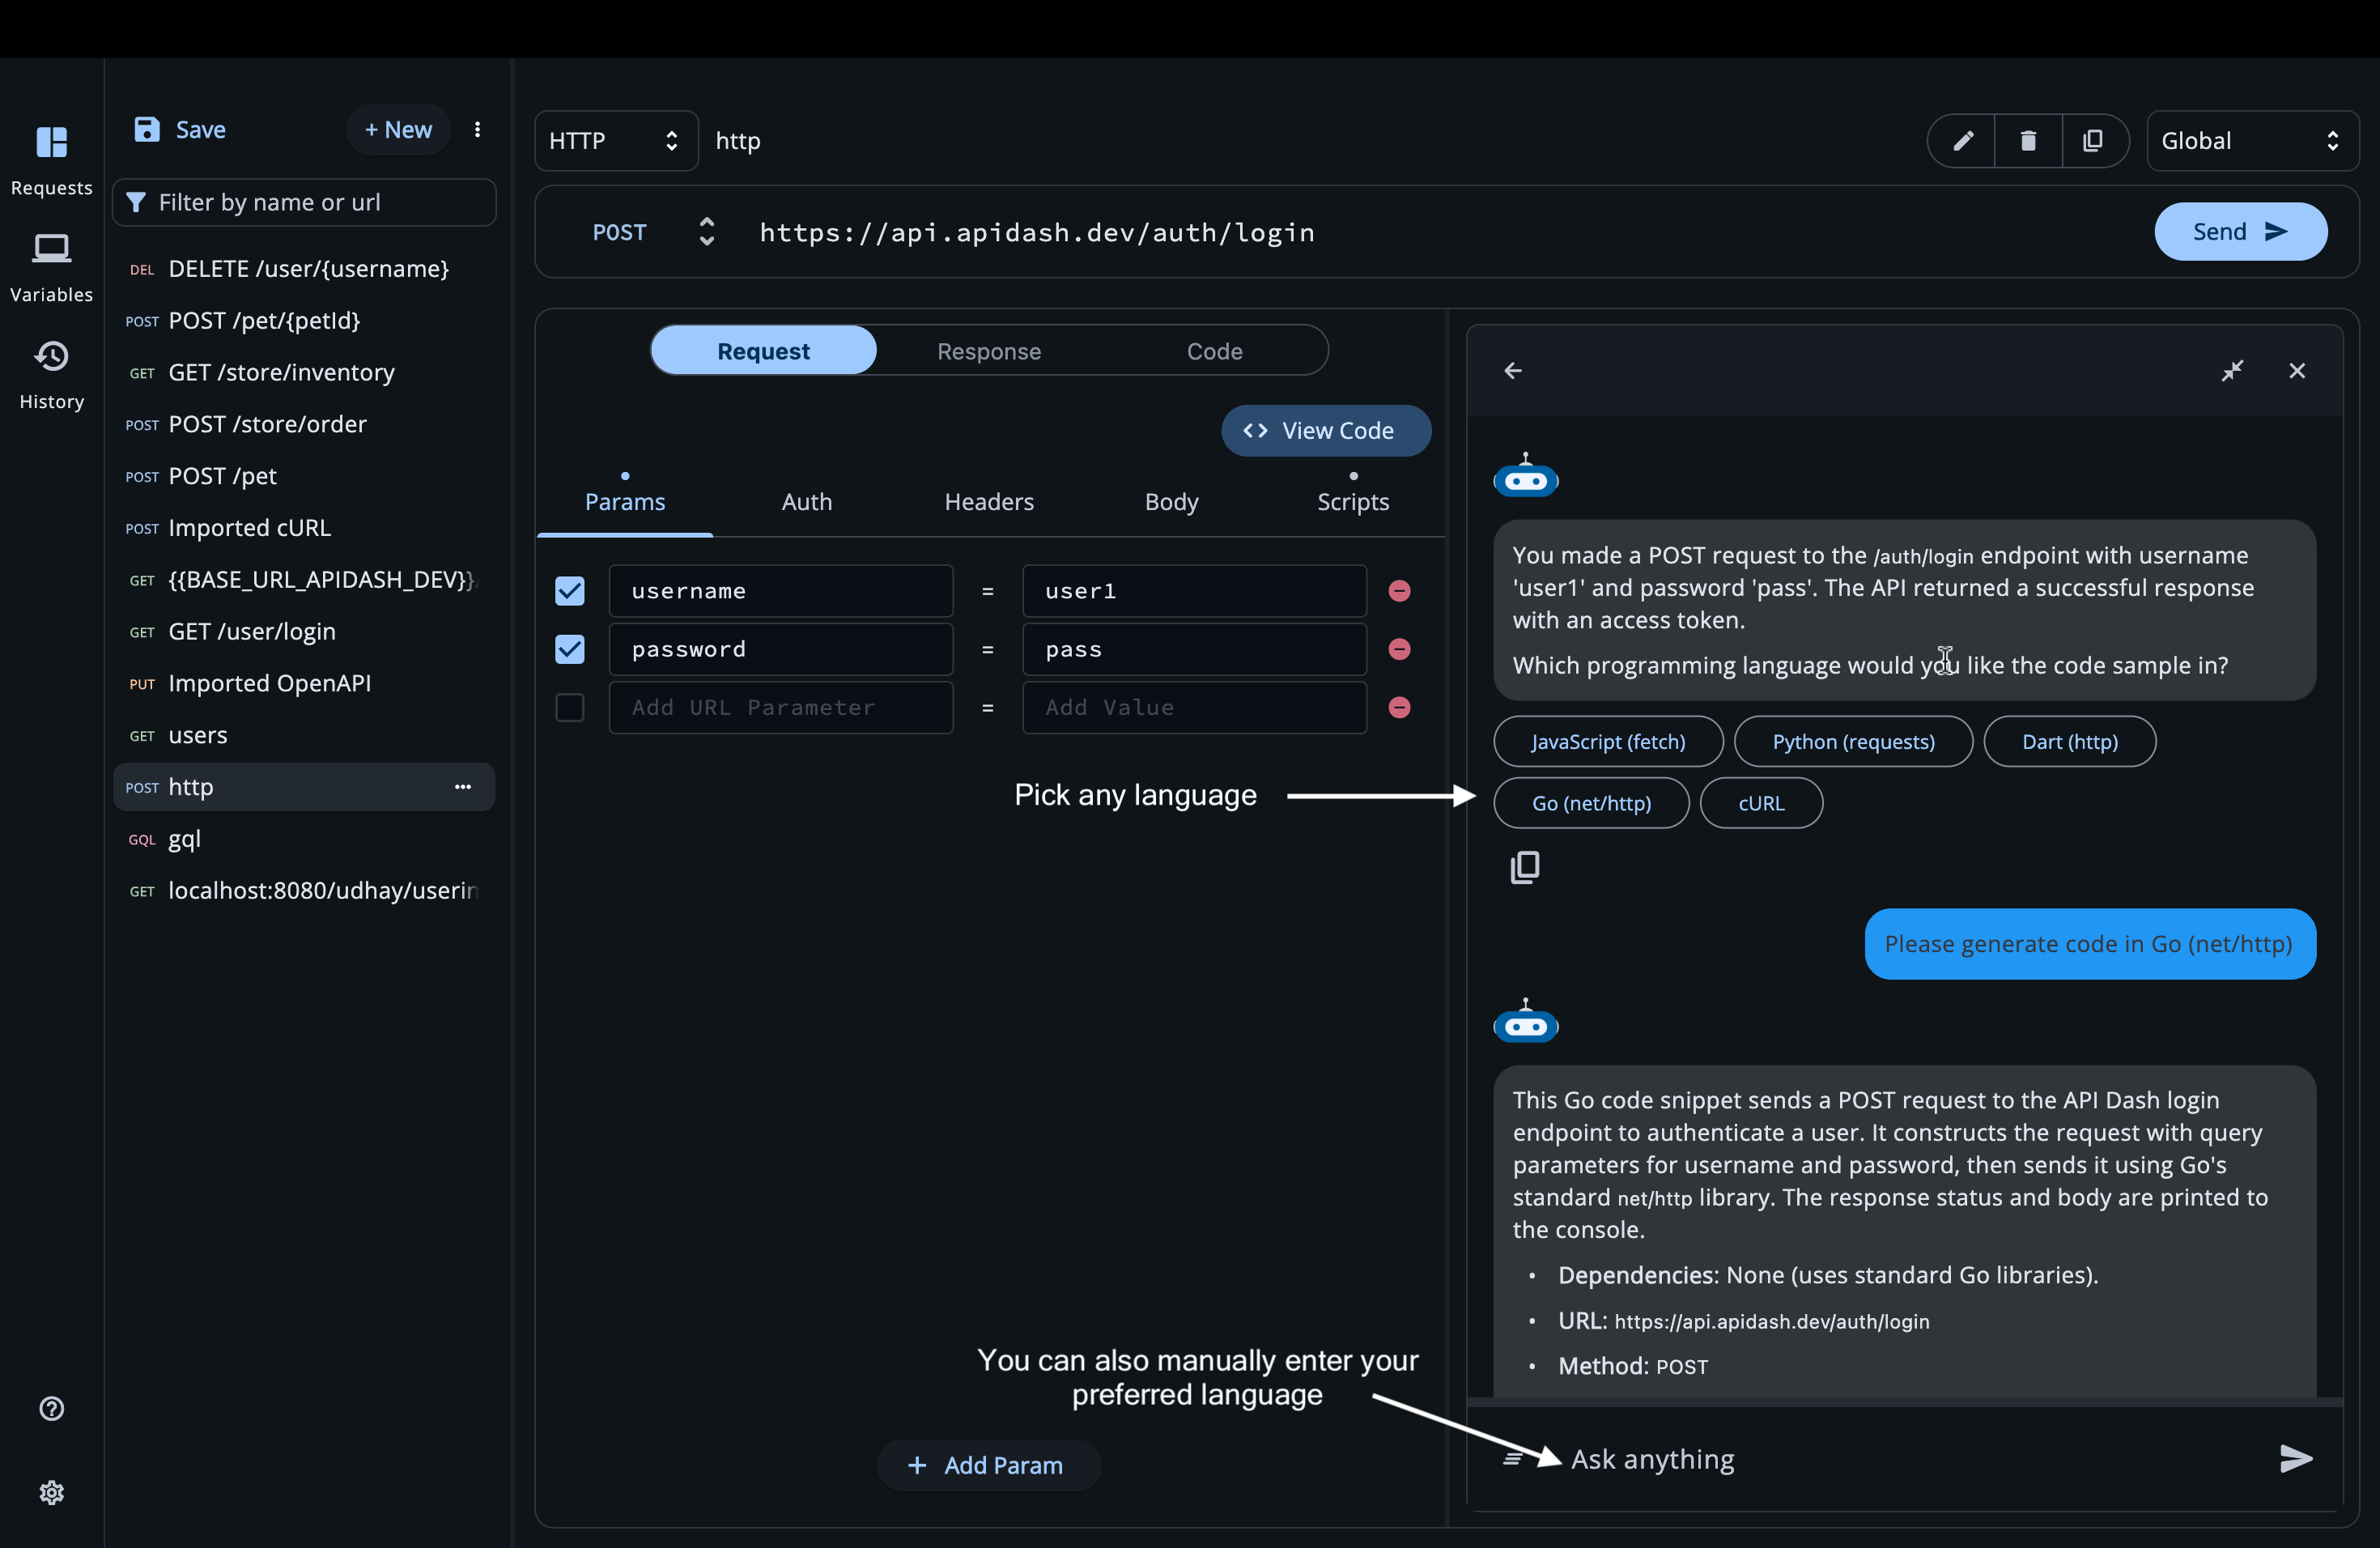 Requests
Variables
History
Save
+ New
Filter by name or url
DEL DELETE /user/{username}
POST POST /pet/{petId}
GET GET /store/inventory
POST POST /store/order
POST POST /pet
POST Imported cURL
GET {{BASE_URL_APIDASH_DEV}}
GET GET /user/login
PUT Imported OpenAPI
GET users
POST http
GQL gql
GET localhost:8080/udhay/userin
HTTP http
Global
POST https://api.apidash.dev/auth/login
Send
Request Response Code
<> View Code
Params Auth Headers Body Scripts
username = user1
password = pass
Add URL Parameter = Add Value
Pick any language
You can also manually enter your
preferred language
+ Add Param
You made a POST request to the /auth/login endpoint with username
'user1' and password 'pass'. The API returned a successful response
with an access token.
Which programming language would you like the code sample in?
JavaScript (fetch) Python (requests) Dart (http)
Go (net/http) cURL
Please generate code in Go (net/http)
This Go code snippet sends a POST request to the API Dash login
endpoint to authenticate a user. It constructs the request with query
parameters for username and password, then sends it using Go's
standard net/http library. The response status and body are printed to
the console.
• Dependencies: None (uses standard Go libraries).
• URL: https://api.apidash.dev/auth/login
• Method: POST
Ask anything